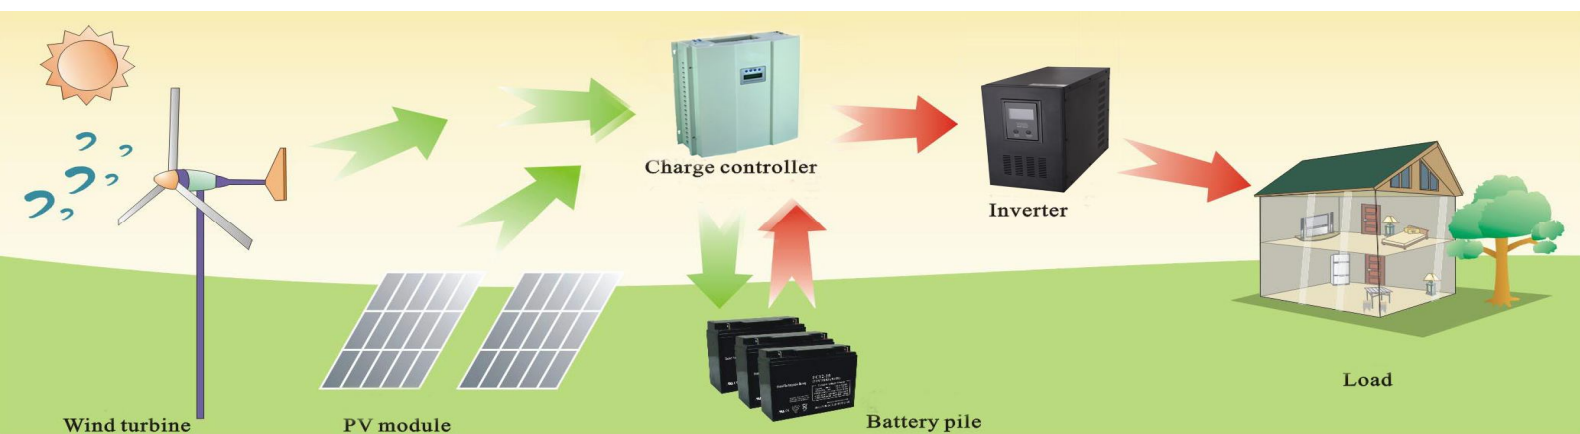 Charge controller
Inverter
Load
Wind turbine
PV module
Battery pile